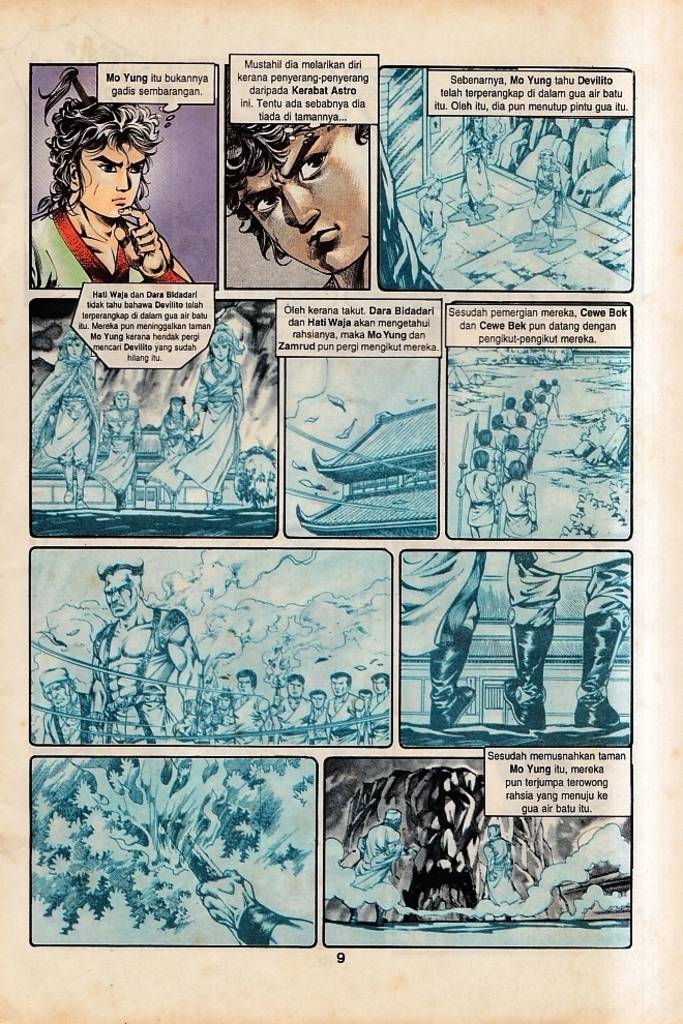 Mo Yung itu bukannya
gadis sembarangan.
Mustahil dia melarikan diri
kerana penyerang-penyerang
daripada Kerabat Astro
ini. Tentu ada sebabnya dia
tiada di tamannya...
Sebenarnya, Mo Yung tahu Devilito
telah terperangkap di dalam gua air batu
itu. Oleh itu, dia pun menutup pintu gua itu.
Hati Waja dan Dara Bidadari
tidak tahu bahawa Devilito telah
terperangkap di dalam gua air batu
itu. Mereka pun meninggalkan taman
Mo Yung kerana hendak pergi
mencari Devilito yang sudah
hilang itu.
Oleh kerana takut. Dara Bidadari
dan Hati Waja akan mengetahui
rahsianya, maka Mo Yung dan
Zamrud pun pergi mengikut mereka.
Sesudah pemergian mereka, Cewe Bok
dan Cewe Bek pun datang dengan
pengikut-pengikut mereka.
Sesudah memusnahkan taman
Mo Yung itu, mereka
pun terjumpa terowong
rahsia yang menuju ke
gua air batu itu.
9